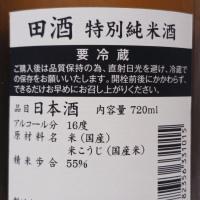 田酒 特別純米酒
要冷蔵
ご購入後は品質保持の為、直射日光を避け、冷蔵で
の保存をお願いいたします。開栓前後にかかわらず、
できるだけお早めにお召し上がりください。
品目 日本酒 内容量 720ml
アルコール分 16度
原材料名 米(国産)
米こうじ(国産米)
精米歩合 55%